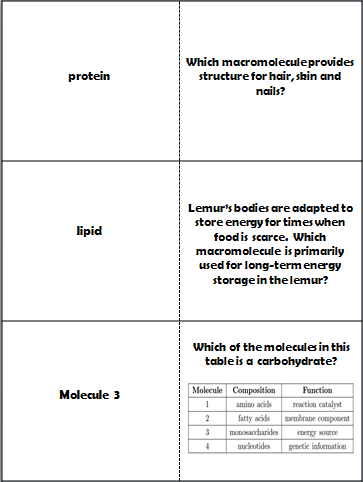 protein
Which macromolecule provides
structure for hair, skin and
nails?
lipid
Lemur's bodies are adapted to
store energy for times when
food is scarce. Which
macromolecule is primarily
used for long-term energy
storage in the lemur?
Molecule 3
Which of the molecules in this
table is a carbohydrate?
Molecule Composition Function
1 amino acids reaction catalyst
2 fatty acids membrane component
3 monosaccharides energy source
4 nucleotides genetic information